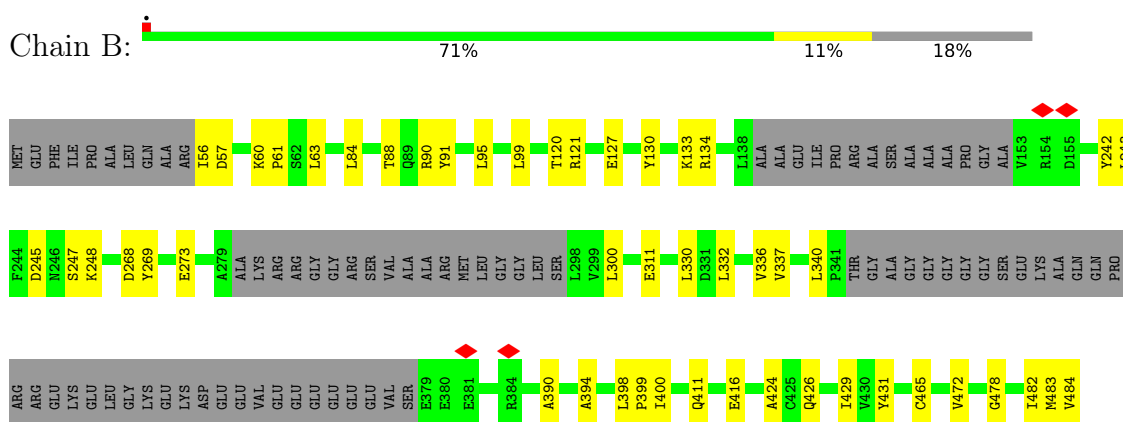 Chain B:
71% 11% 18%
MET GLU PHE ILE PRO ALA LEU GLN ALA ARG I56 D57 K60 P61 S62 L63 L84 T88 Q89 R90 Y91 L95 L99 T120 R121 E127 Y130 K133 R134 L138 ALA ALA GLU ILE PRO ARG ALA SER ALA ALA ALA PRO GLY ALA V153 R154 D155 Y242
F244 D245 N246 S247 K248 D268 Y269 E273 A279 ALA LYS ARG ARG GLY GLY ARG SER VAL ALA ALA ARG MET LEU GLY GLY LEU SER L298 V299 L300 E311 L330 D331 L332 V336 V337 L340 P341 THR GLY ALA GLY GLY GLY GLY GLY SER GLU LYS ALA GLN GLN PRO
ARG ARG GLU LYS GLU LEU GLY LYS GLU LYS ASP GLU GLU VAL GLU GLU GLU GLU GLU GLU VAL SER E379 E380 E381 R384 A390 A394 L398 P399 I400 Q411 E416 A424 C425 Q426 I429 V430 Y431 C465 V472 G478 I482 M483 V484